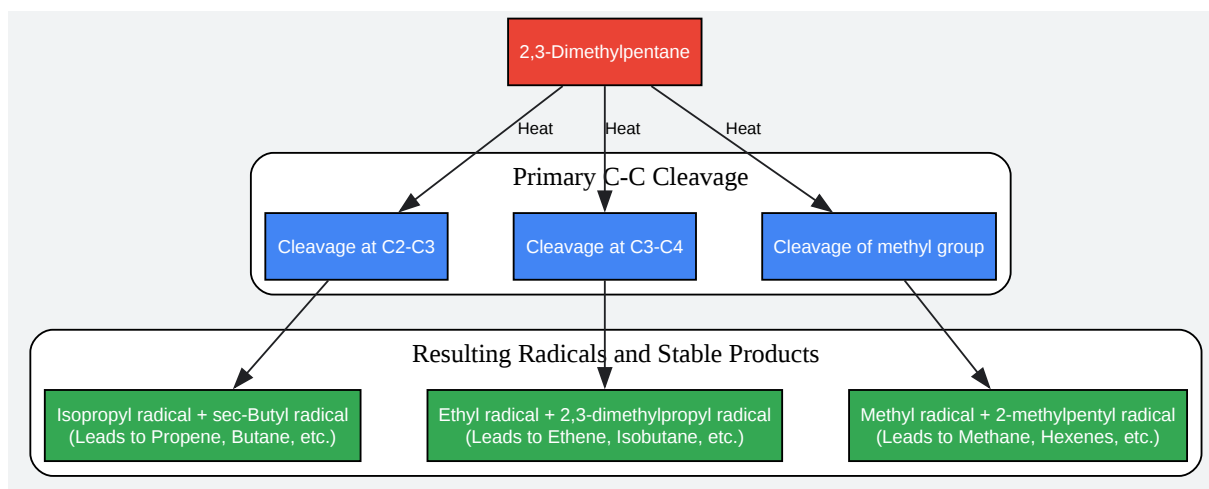 2,3-Dimethylpentane
Heat
Heat
Heat
Primary C-C Cleavage
Cleavage at C2-C3
Cleavage at C3-C4
Cleavage of methyl group
Resulting Radicals and Stable Products
Isopropyl radical + sec-Butyl radical
(Leads to Propene, Butane, etc.)
Ethyl radical + 2,3-dimethylpropyl radical
(Leads to Ethene, Isobutane, etc.)
Methyl radical + 2-methylpentyl radical
(Leads to Methane, Hexenes, etc.)